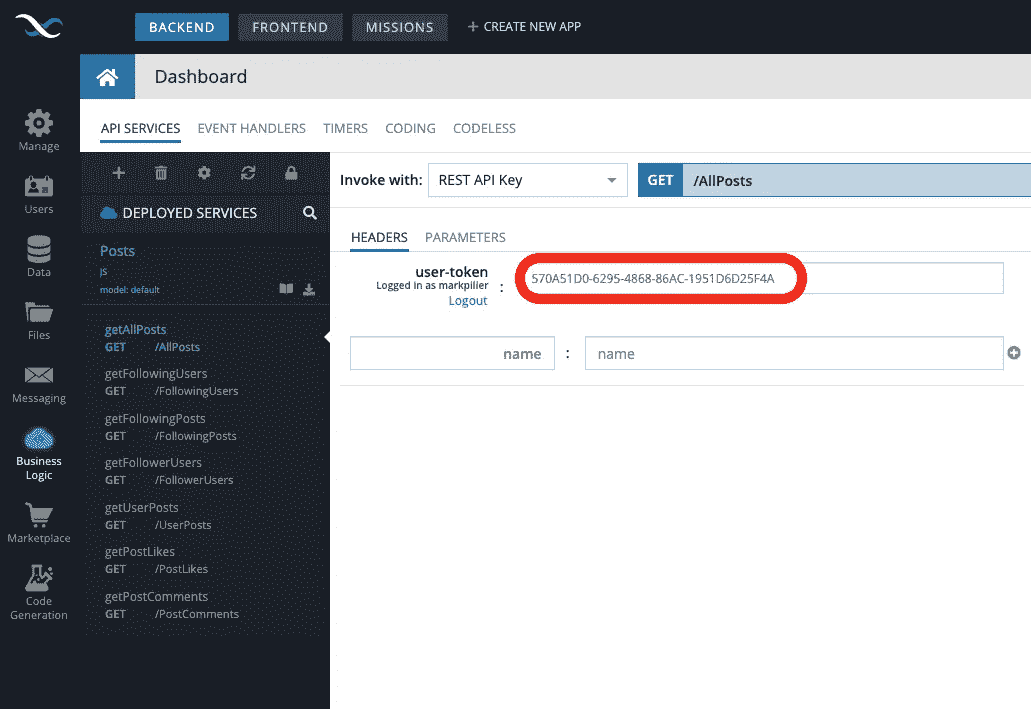 BACKEND
FRONTEND
MISSIONS
+ CREATE NEW APP
Dashboard
API SERVICES
EVENT HANDLERS
TIMERS
CODING
CODELESS
Manage
Users
Data
Files
Messaging
Business
Logic
Marketplace
Code
Generation
DEPLOYED SERVICES
Posts
js
model: default
getAllPosts
GET /AllPosts
getFollowingUsers
GET /FollowingUsers
getFollowingPosts
GET /FollowingPosts
getFollowerUsers
GET /FollowerUsers
getUserPosts
GET /UserPosts
getPostLikes
GET /PostLikes
getPostComments
GET /PostComments
Invoke with: REST API Key
GET /AllPosts
HEADERS
PARAMETERS
user-token
Logged in as markpilier
Logout
:
570A51D0-6295-4868-86AC-1951D6D25F4A
name : name